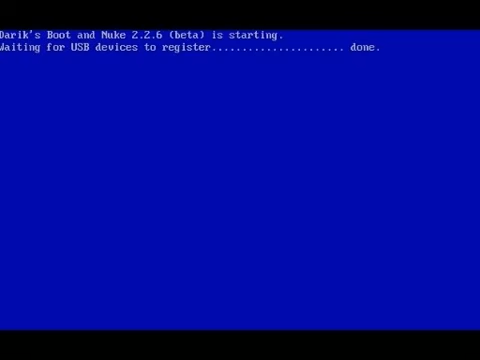 Darik's Boot and Nuke 2.2.6 (beta) is starting.
Waiting for USB devices to register...................... done.